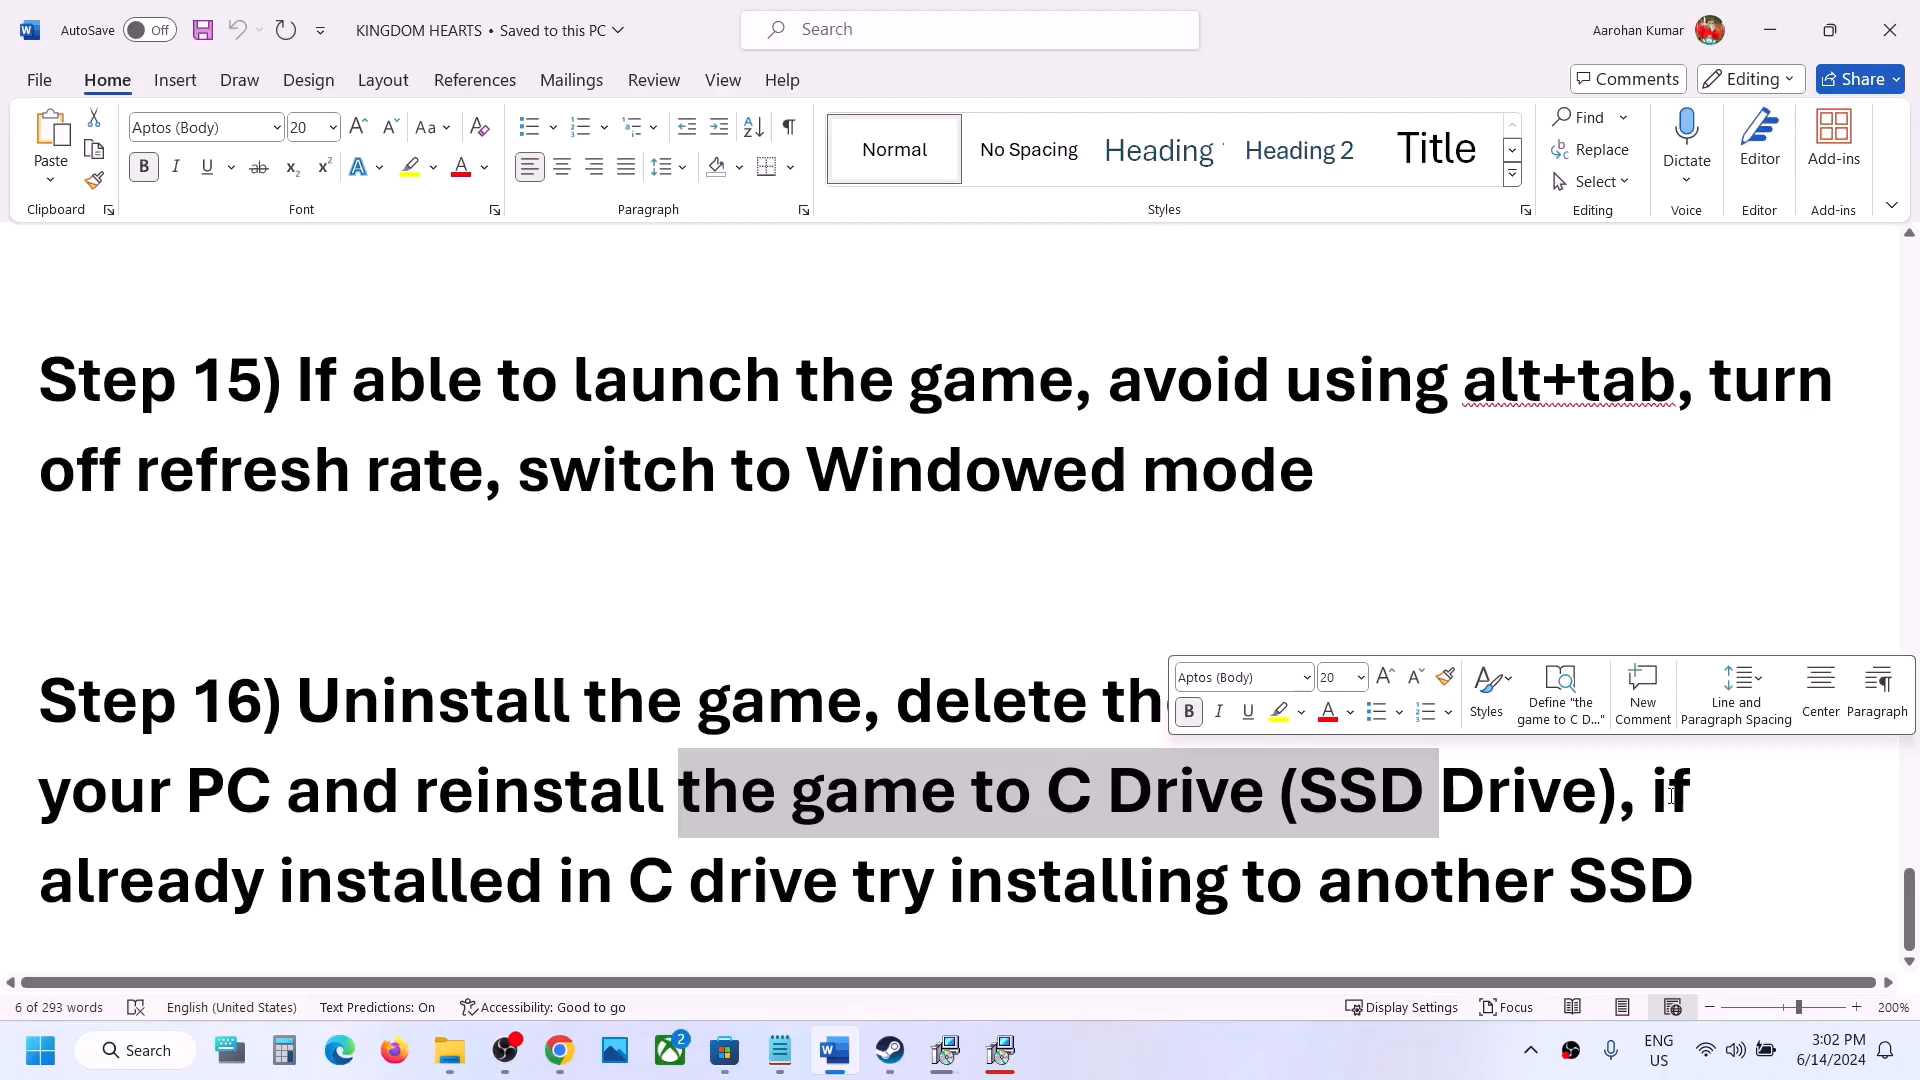 AutoSave Off
KINGDOM HEARTS • Saved to this PC
Search
Aarohan Kumar
File Home Insert Draw Design Layout References Mailings Review View Help
Comments Editing Share
Paste
Clipboard
Aptos (Body) 20
Font
Paragraph
Normal
No Spacing
Heading
Heading 2
Title
Styles
Find
Replace
Select
Editing
Dictate
Voice
Editor
Editor
Add-ins
Add-ins
Step 15) If able to launch the game, avoid using alt+tab, turn
off refresh rate, switch to Windowed mode
Aptos (Body) 20
Styles
Define "the
game to C D..."
New
Comment
Line and
Paragraph Spacing
Center
Paragraph
Step 16) Uninstall the game, delete
your PC and reinstall the game to C Drive (SSD Drive), if
already installed in C drive try installing to another SSD
6 of 293 words English (United States) Text Predictions: On Accessibility: Good to go Display Settings Focus 200%
Search
2
ENG
US
3:02 PM
6/14/2024